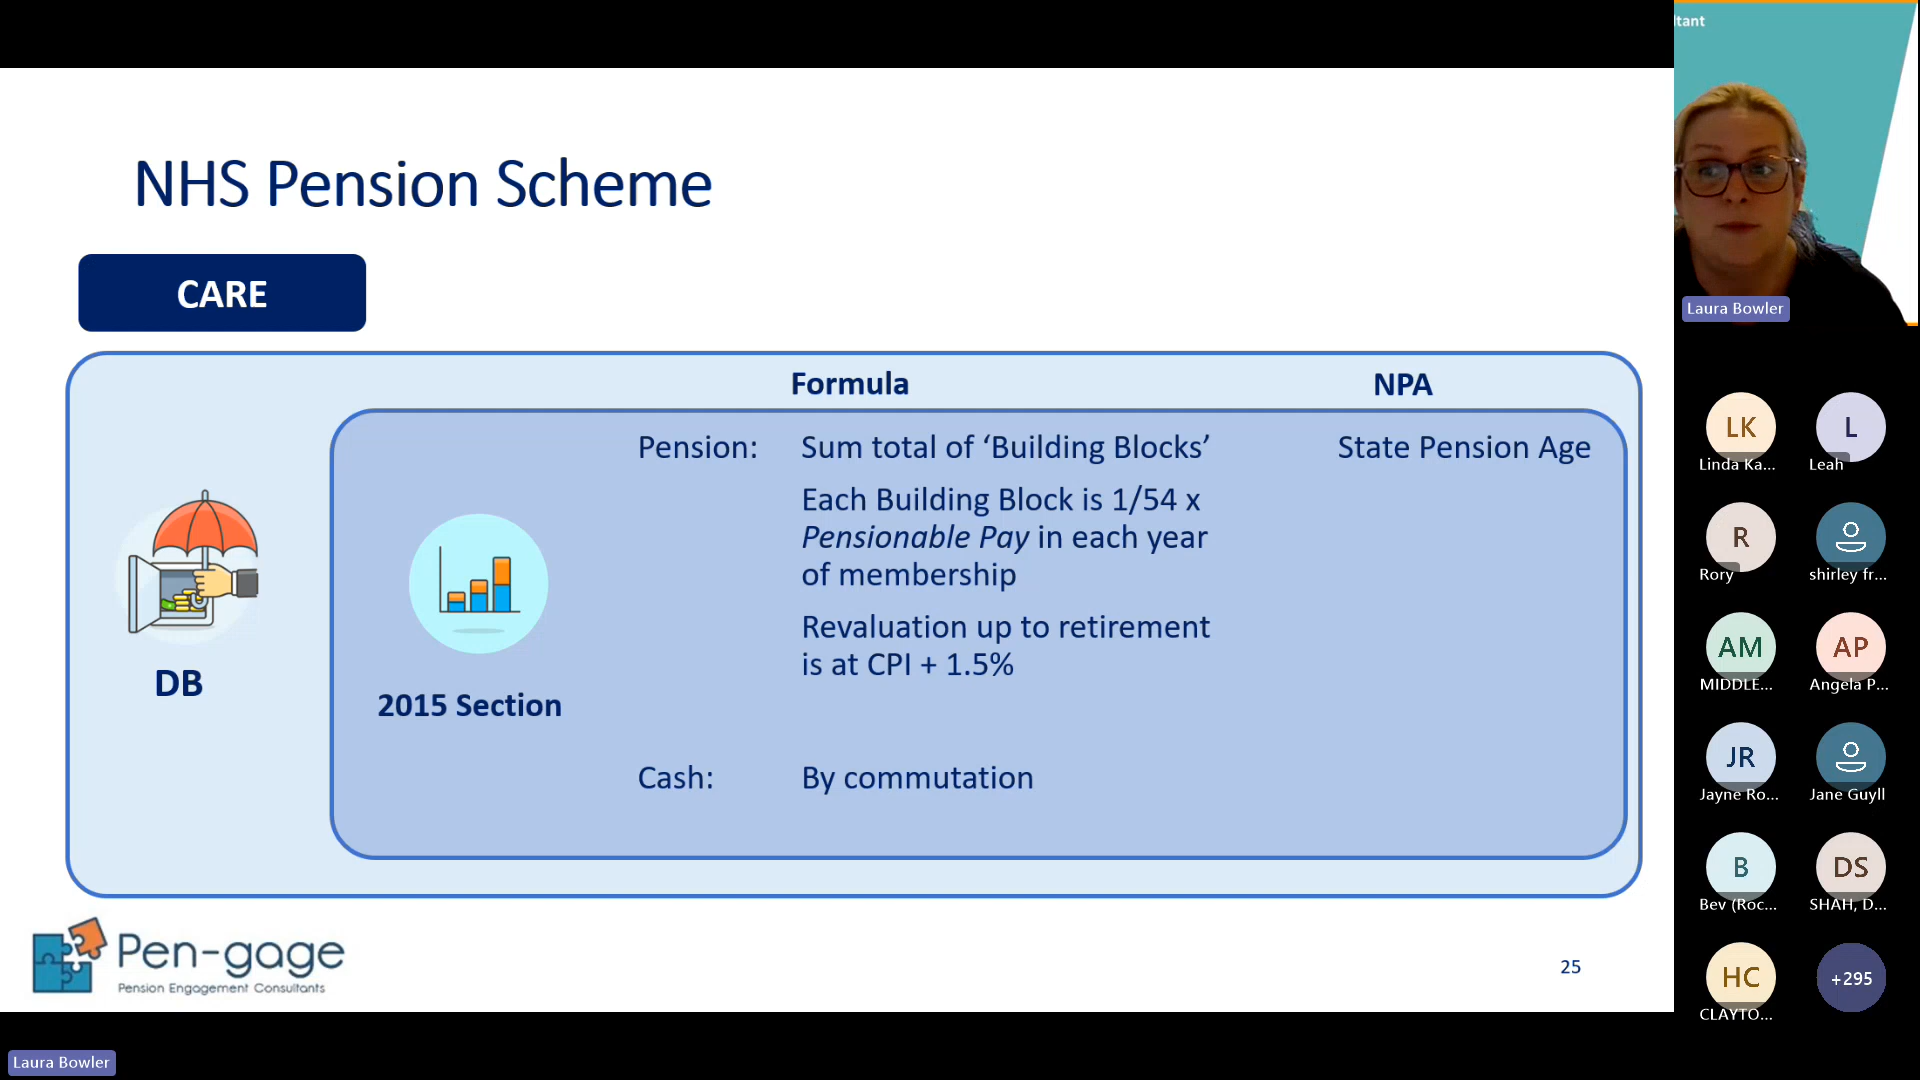 NHS Pension Scheme
CARE
Formula
NPA
Pension:
Sum total of ‘Building Blocks’
State Pension Age
Each Building Block is 1/54 x
Pensionable Pay in each year
of membership
Revaluation up to retirement
is at CPI + 1.5%
DB
2015 Section
Cash:
By commutation
Pen-gage
Pension Engagement Consultants
25
Laura Bowler
ltant
Laura Bowler
LK
Linda Ka...
L
Leah
R
Rory
shirley fr...
AM
MIDDLE...
AP
Angela P...
JR
Jayne Ro...
Jane Guyll
B
Bev (Roc...
DS
SHAH, D...
HC
CLAYTO...
+295